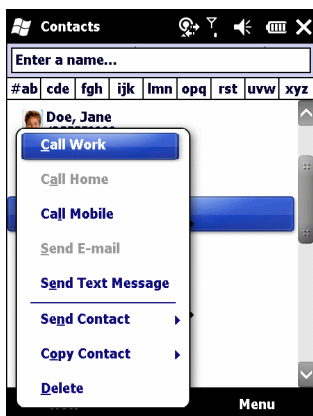 Contacts
Enter a name...
#ab cde fgh ijk lmn opq rst uvw xyz
Doe, Jane
Call Work
Call Home
Call Mobile
Send E-mail
Send Text Message
Send Contact
Copy Contact
Delete
Menu